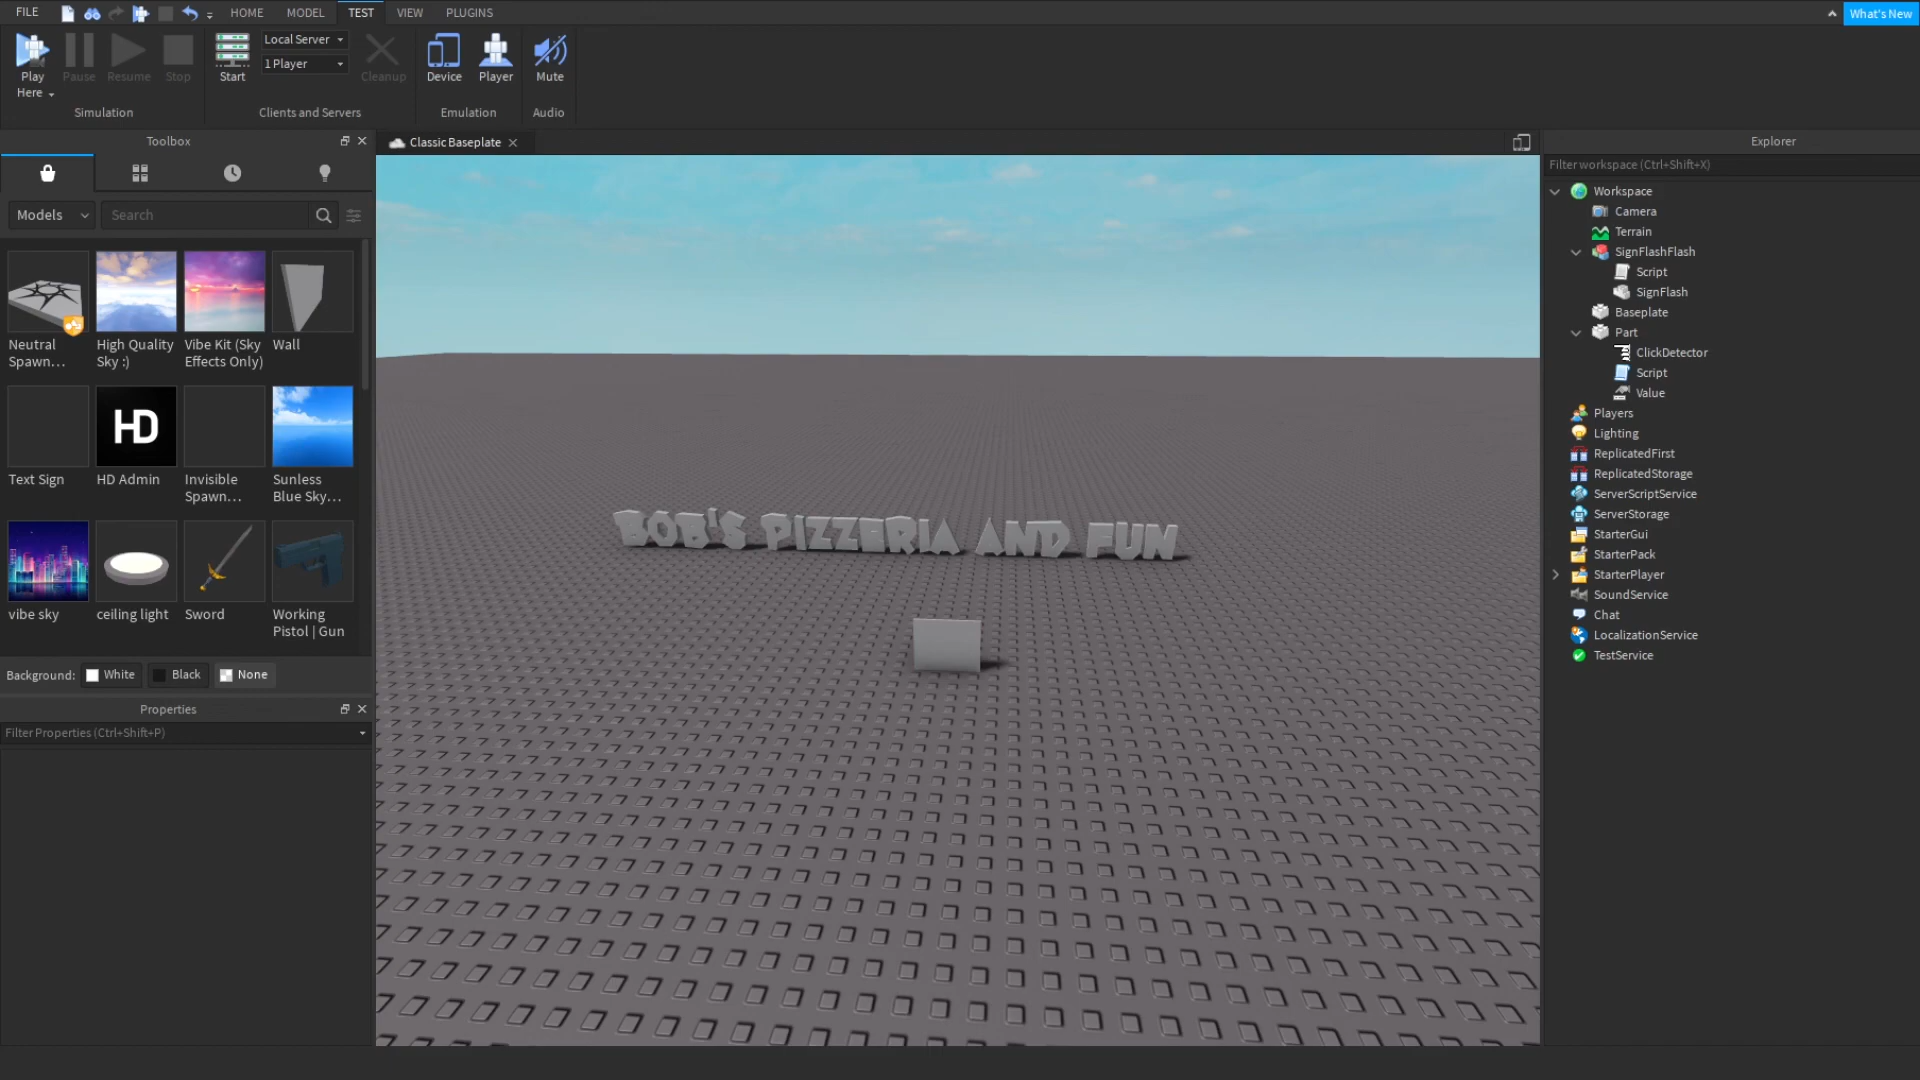 FILE
HOME
MODEL
TEST
VIEW
PLUGINS
What's New
Play
Here
Pause
Resume
Stop
Simulation
Start
Local Server
1 Player
Cleanup
Clients and Servers
Device
Player
Emulation
Mute
Audio
Toolbox
Models
Search
Neutral
Spawn...
High Quality
Sky :)
Vibe Kit (Sky
Effects Only)
Wall
Text Sign
HD
HD Admin
Invisible
Spawn...
Sunless
Blue Sky...
vibe sky
ceiling light
Sword
Working
Pistol | Gun
Background:
White
Black
None
Properties
Filter Properties (Ctrl+Shift+P)
Classic Baseplate
BOB'S PIZZERIA AND FUN
Explorer
Filter workspace (Ctrl+Shift+X)
Workspace
Camera
Terrain
SignFlashFlash
Script
SignFlash
Baseplate
Part
ClickDetector
Script
Value
Players
Lighting
ReplicatedFirst
ReplicatedStorage
ServerScriptService
ServerStorage
StarterGui
StarterPack
StarterPlayer
SoundService
Chat
LocalizationService
TestService